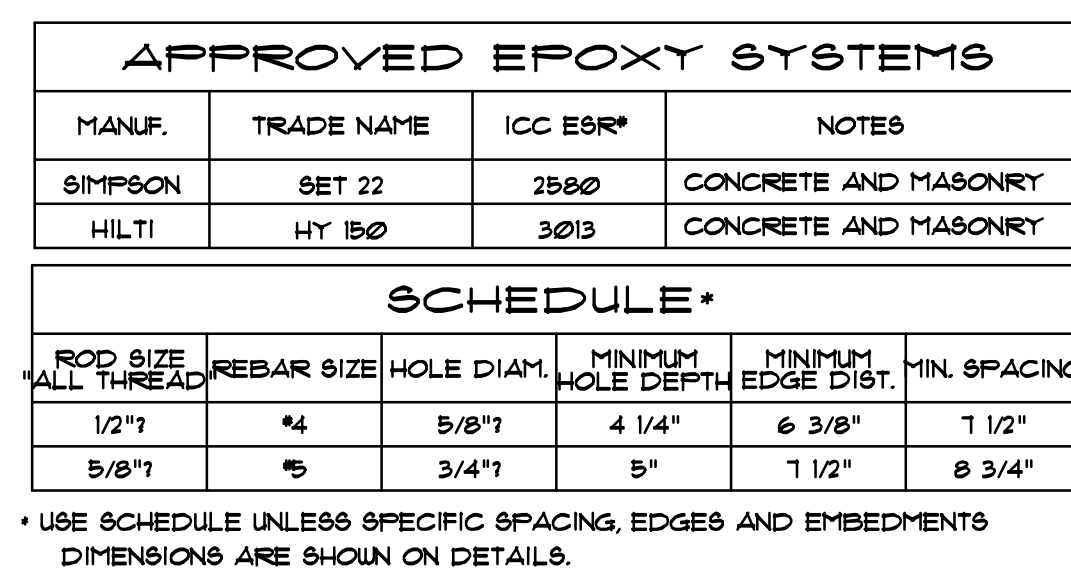 APPROVED EPOXY SYSTEMS
MANUF. TRADE NAME ICC ESR# NOTES
SIMPSON SET 22 2580 CONCRETE AND MASONRY
HILTI HY 150 3013 CONCRETE AND MASONRY
SCHEDULE*
ROD SIZE "ALL THREAD" REBAR SIZE HOLE DIAM. MINIMUM HOLE DEPTH MINIMUM EDGE DIST. MIN. SPACING
1/2"? #4 5/8"? 4 1/4" 6 3/8" 7 1/2"
5/8"? #5 3/4"? 5" 7 1/2" 8 3/4"
* USE SCHEDULE UNLESS SPECIFIC SPACING, EDGES AND EMBEDMENTS
DIMENSIONS ARE SHOWN ON DETAILS.